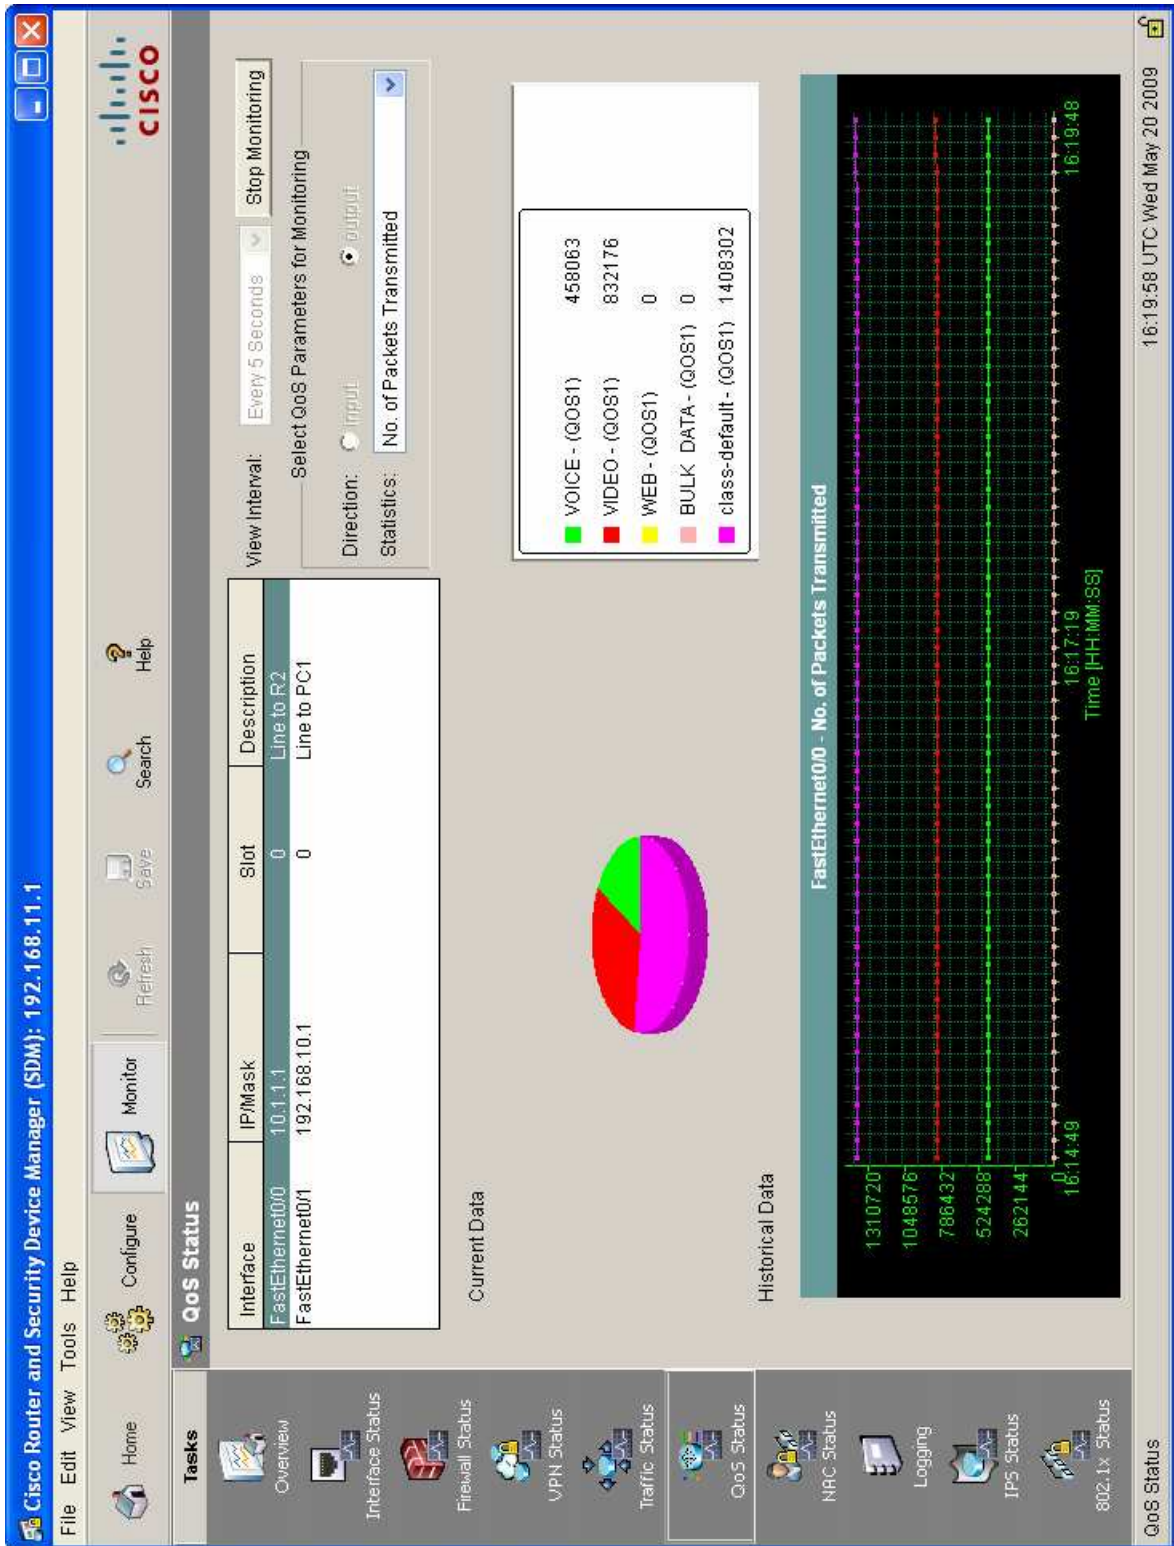 Cisco Router and Security Device Manager (SDM): 192.168.11.1
File Edit View Tools Help
Home Configure Monitor Refresh Save Search Help
CISCO
Tasks
Overview
Interface Status
Firewall Status
VPN Status
Traffic Status
QoS Status
NAC Status
Logging
IPS Status
802.1x Status
QoS Status
Interface IP/Mask Slot Description
FastEthernet0/0 10.1.1.1 0 Line to R2
FastEthernet0/1 192.168.10.1 0 Line to PC1
View Interval: Every 5 Seconds Stop Monitoring
Select QoS Parameters for Monitoring
Direction: input output
Statistics: No. of Packets Transmitted
Current Data
VOICE - (QOS1) 458063
VIDEO - (QOS1) 832176
WEB - (QOS1) 0
BULK DATA - (QOS1) 0
class-default - (QOS1) 1408302
Historical Data
FastEthernet0/0 - No. of Packets Transmitted
1310720
1048576
786432
524288
262144
0
16:14:49 16:17:19 16:19:48
Time [HH:MM:SS]
QoS Status 16:19:58 UTC Wed May 20 2009